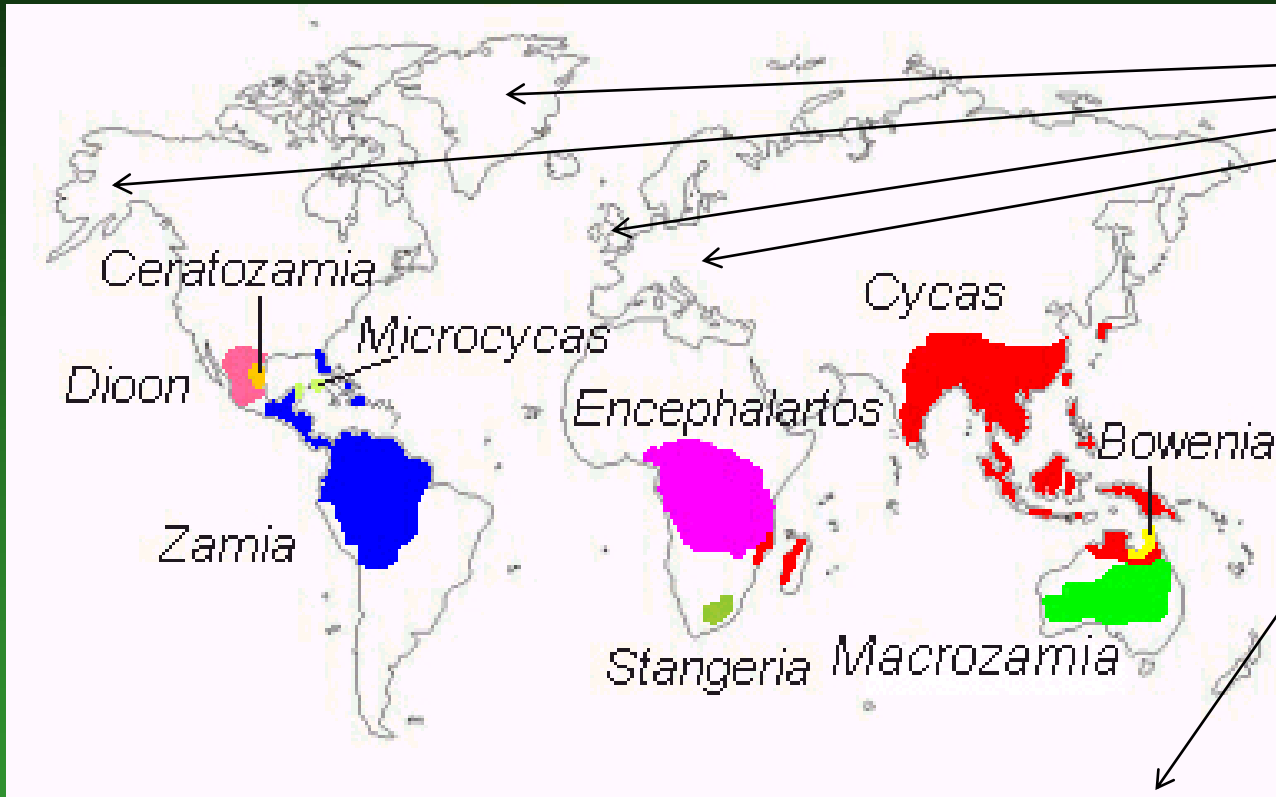 Ceratozamia
Cycas
Microcycas
Dioon
Encephalartos
Bowenia
Zamia
Stangeria
Macrozamia